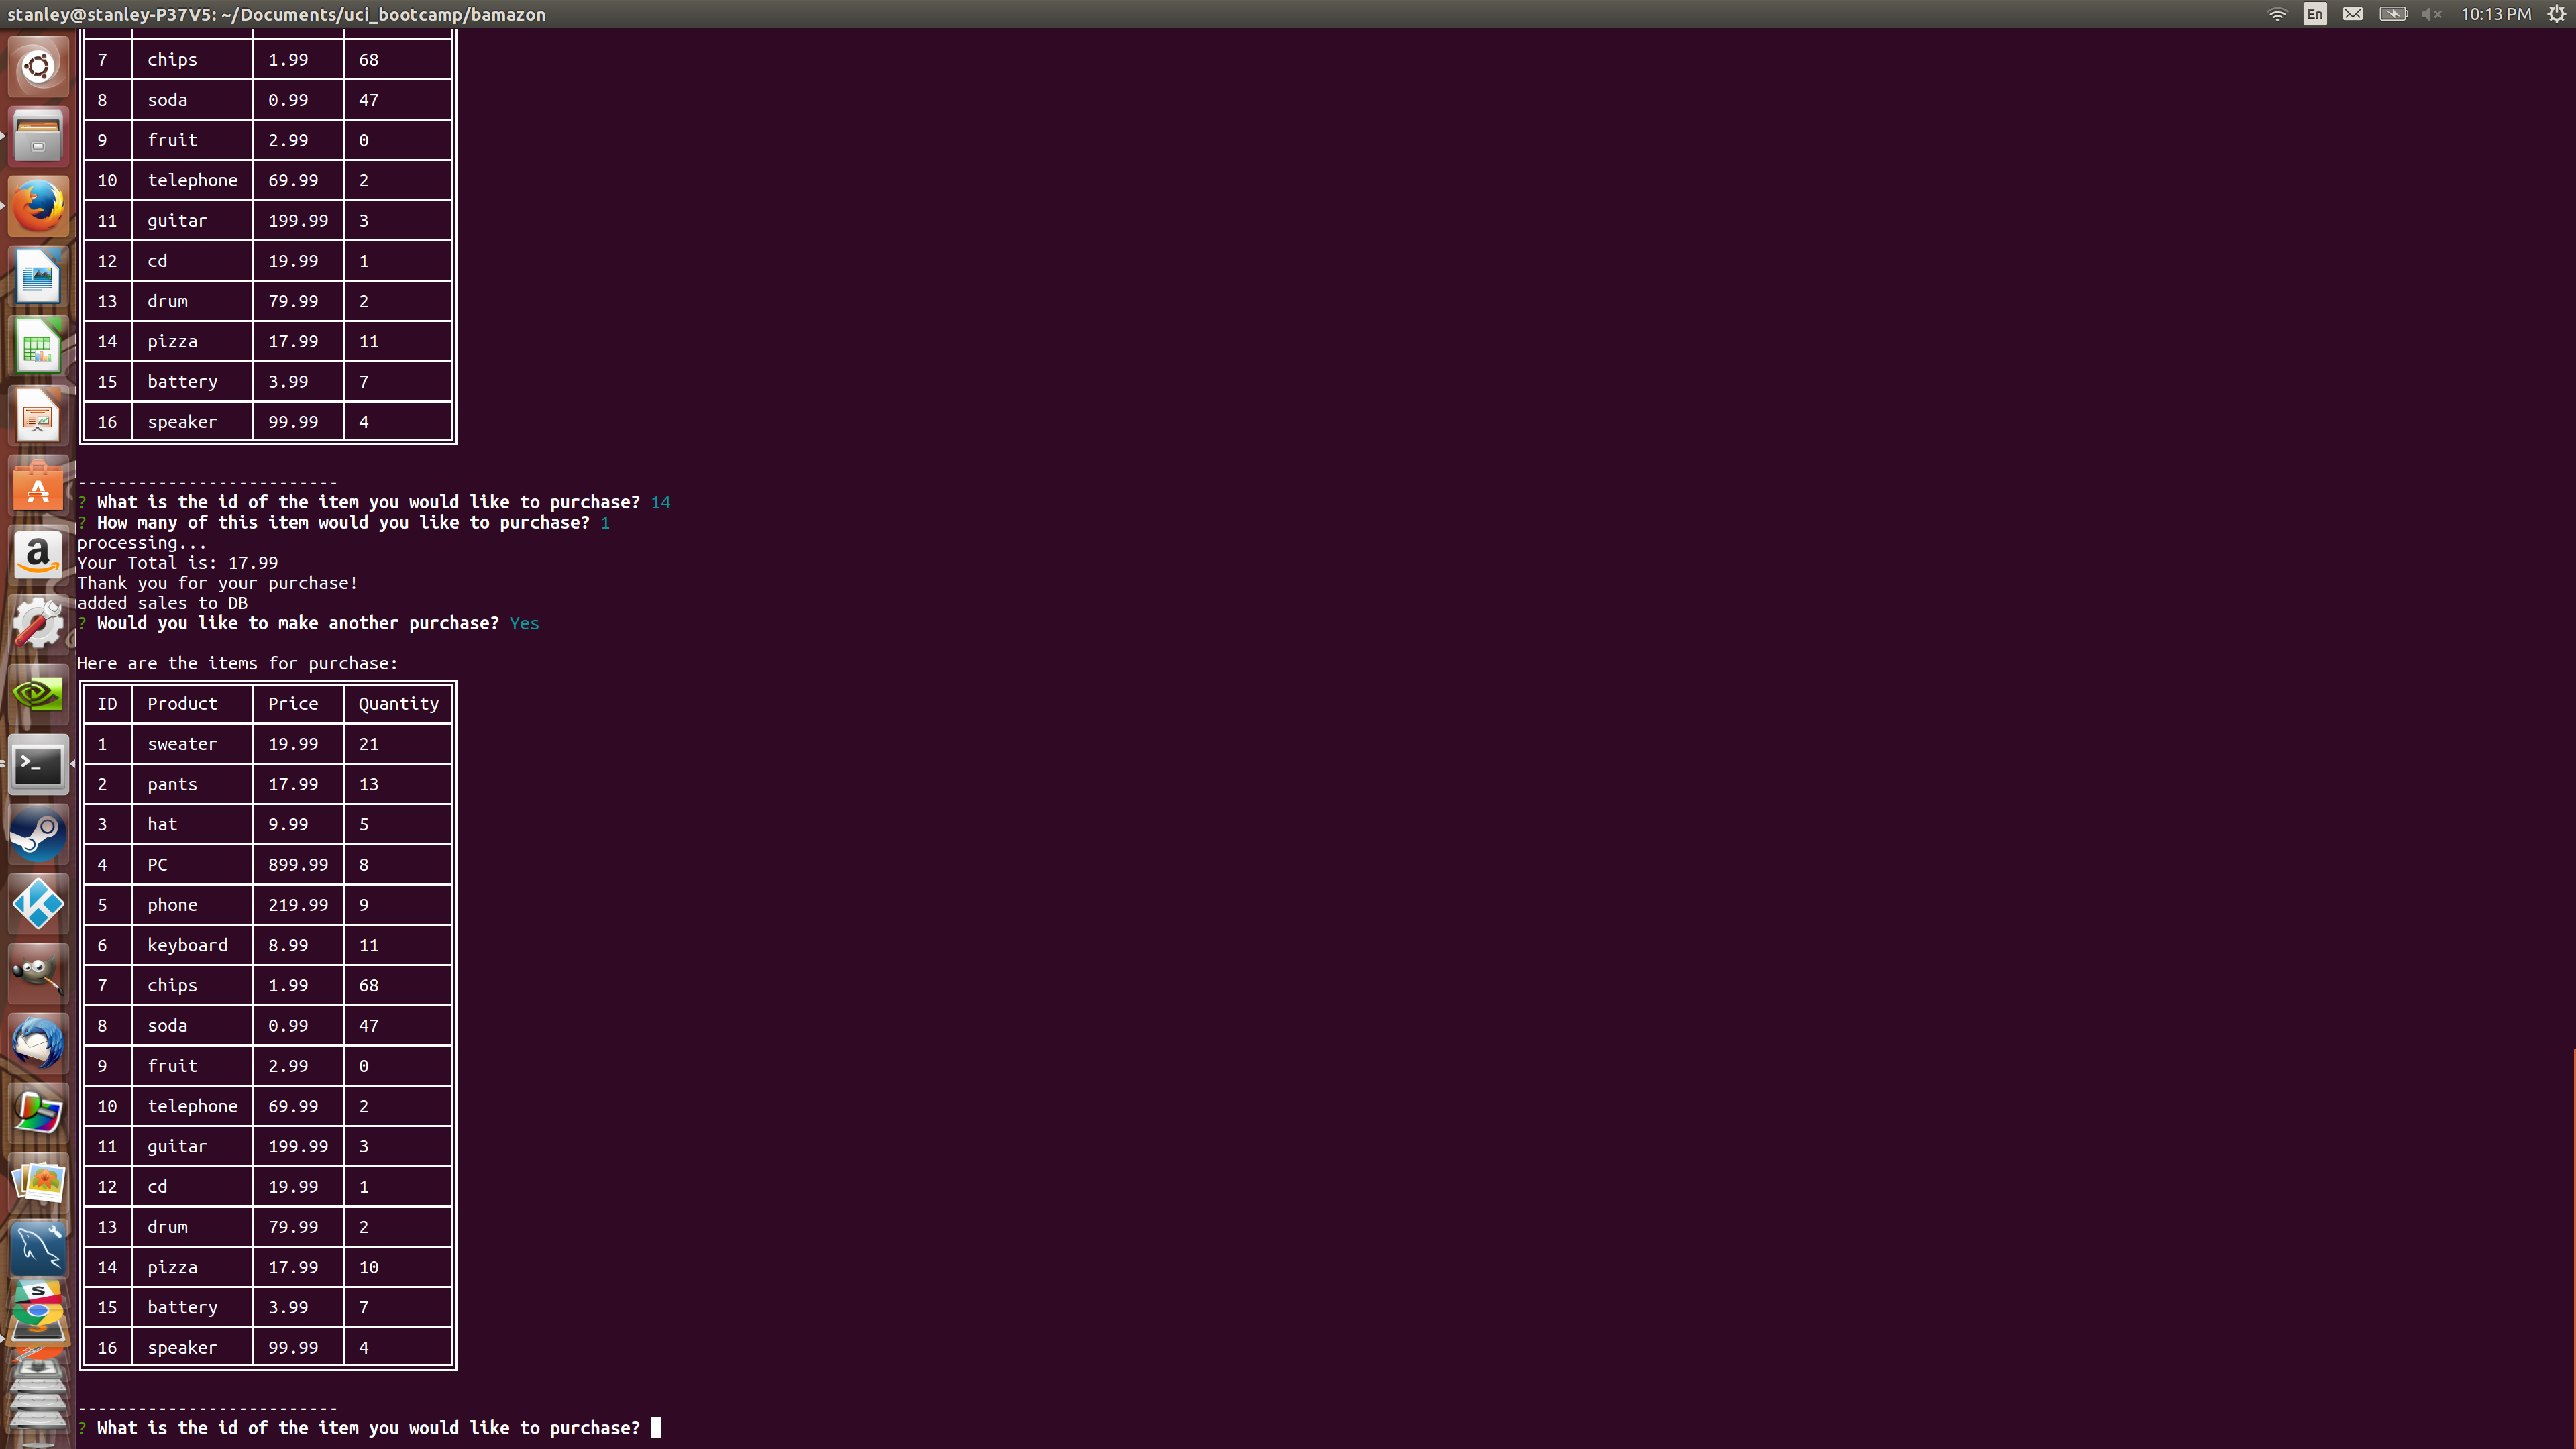 stanley@stanley-P37V5: ~/Documents/uci_bootcamp/bamazon En 10:13 PM
7 chips 1.99 68
8 soda 0.99 47
9 fruit 2.99 0
10 telephone 69.99 2
11 guitar 199.99 3
12 cd 19.99 1
13 drum 79.99 2
14 pizza 17.99 11
15 battery 3.99 7
16 speaker 99.99 4
--------------------------
? What is the id of the item you would like to purchase? 14
? How many of this item would you like to purchase? 1
processing...
Your Total is: 17.99
Thank you for your purchase!
added sales to DB
? Would you like to make another purchase? Yes
Here are the items for purchase:
ID Product Price Quantity
1 sweater 19.99 21
2 pants 17.99 13
3 hat 9.99 5
4 PC 899.99 8
5 phone 219.99 9
6 keyboard 8.99 11
7 chips 1.99 68
8 soda 0.99 47
9 fruit 2.99 0
10 telephone 69.99 2
11 guitar 199.99 3
12 cd 19.99 1
13 drum 79.99 2
14 pizza 17.99 10
15 battery 3.99 7
16 speaker 99.99 4
--------------------------
? What is the id of the item you would like to purchase?